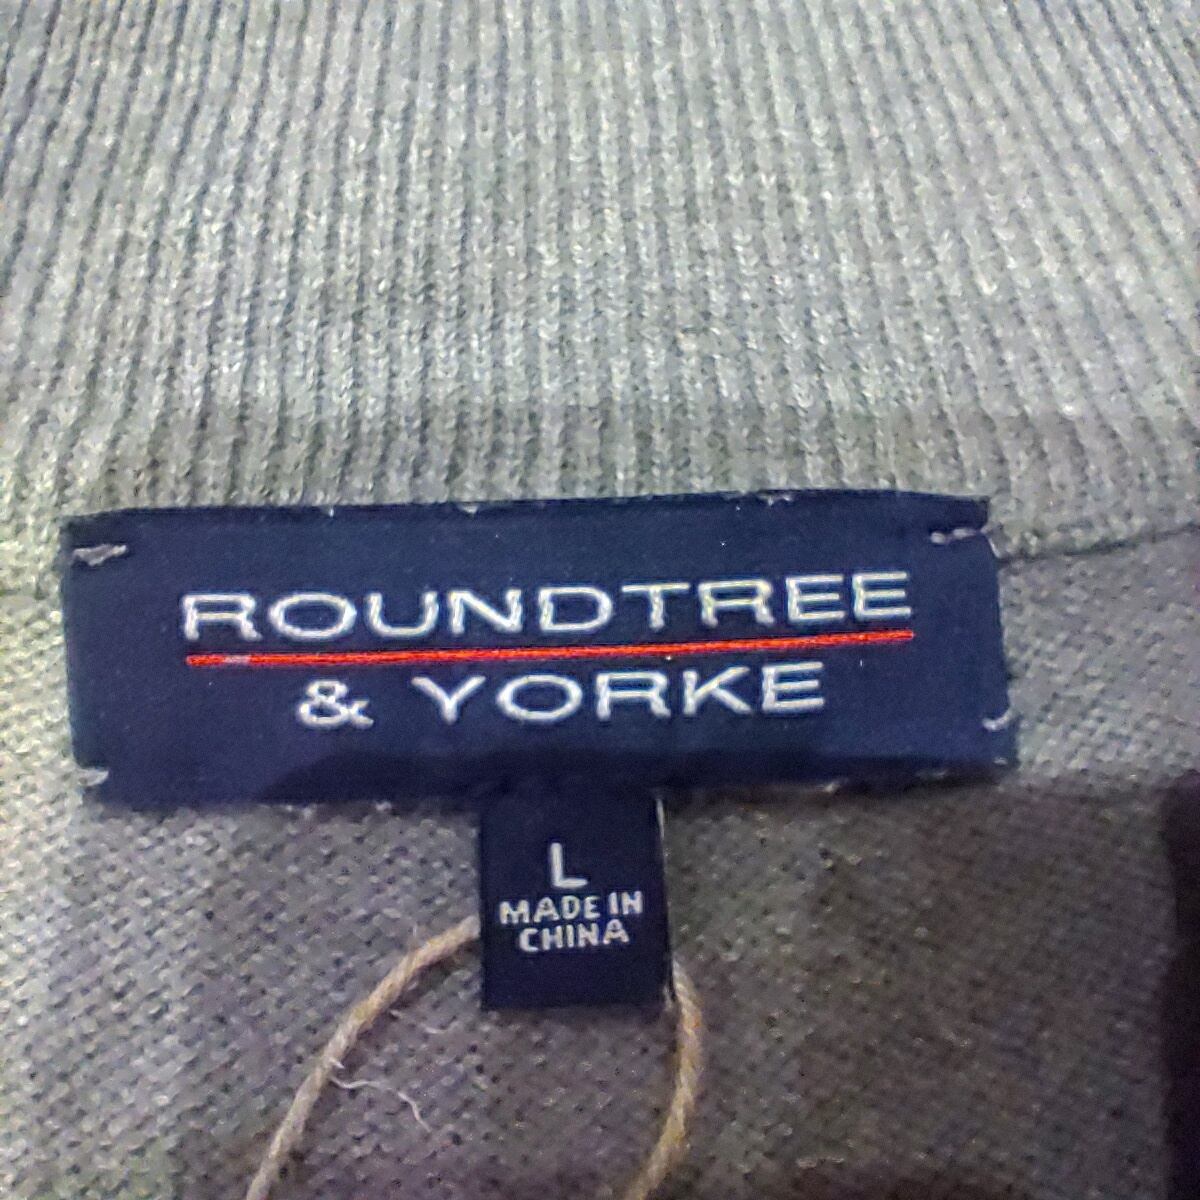 ROUNDTREE
& YORKE
L
MADE IN
CHINA